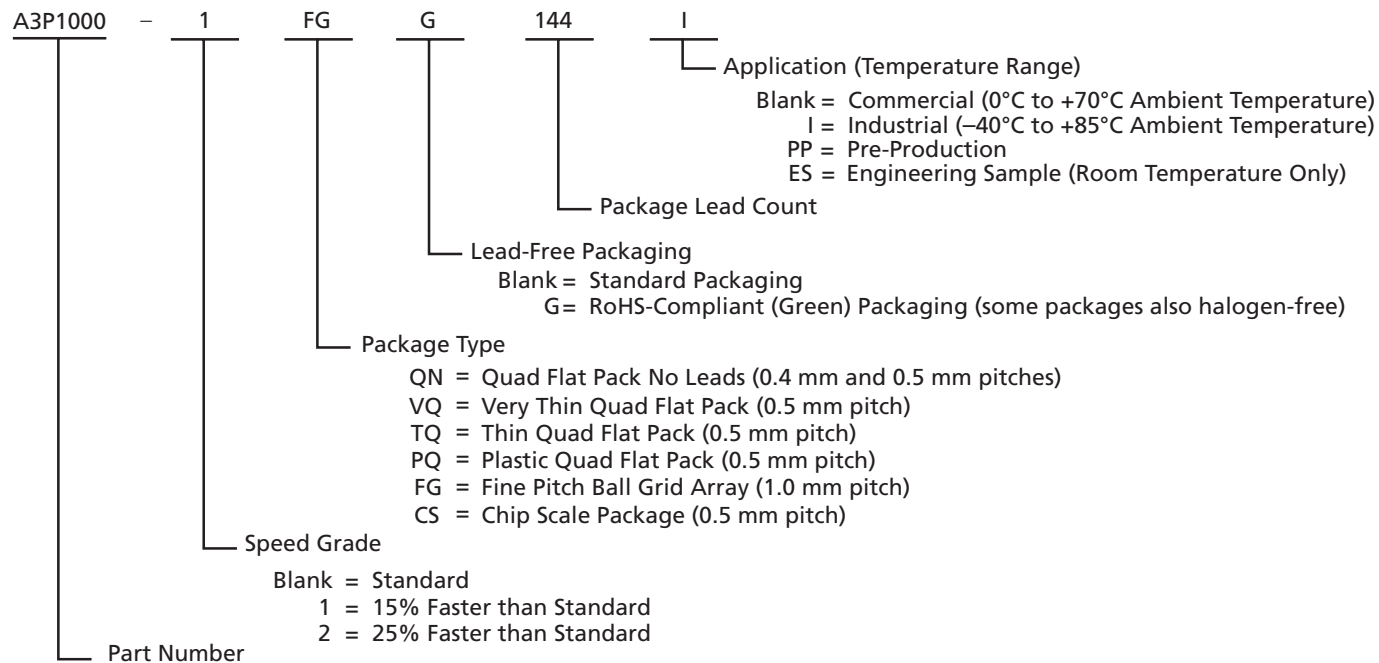 A3P1000 – 1 FG G 144 I
Application (Temperature Range)
Blank = Commercial (0°C to +70°C Ambient Temperature)
I = Industrial (–40°C to +85°C Ambient Temperature)
PP = Pre-Production
ES = Engineering Sample (Room Temperature Only)
Package Lead Count
Lead-Free Packaging
Blank = Standard Packaging
G= RoHS-Compliant (Green) Packaging (some packages also halogen-free)
Package Type
QN = Quad Flat Pack No Leads (0.4 mm and 0.5 mm pitches)
VQ = Very Thin Quad Flat Pack (0.5 mm pitch)
TQ = Thin Quad Flat Pack (0.5 mm pitch)
PQ = Plastic Quad Flat Pack (0.5 mm pitch)
FG = Fine Pitch Ball Grid Array (1.0 mm pitch)
CS = Chip Scale Package (0.5 mm pitch)
Speed Grade
Blank = Standard
1 = 15% Faster than Standard
2 = 25% Faster than Standard
Part Number